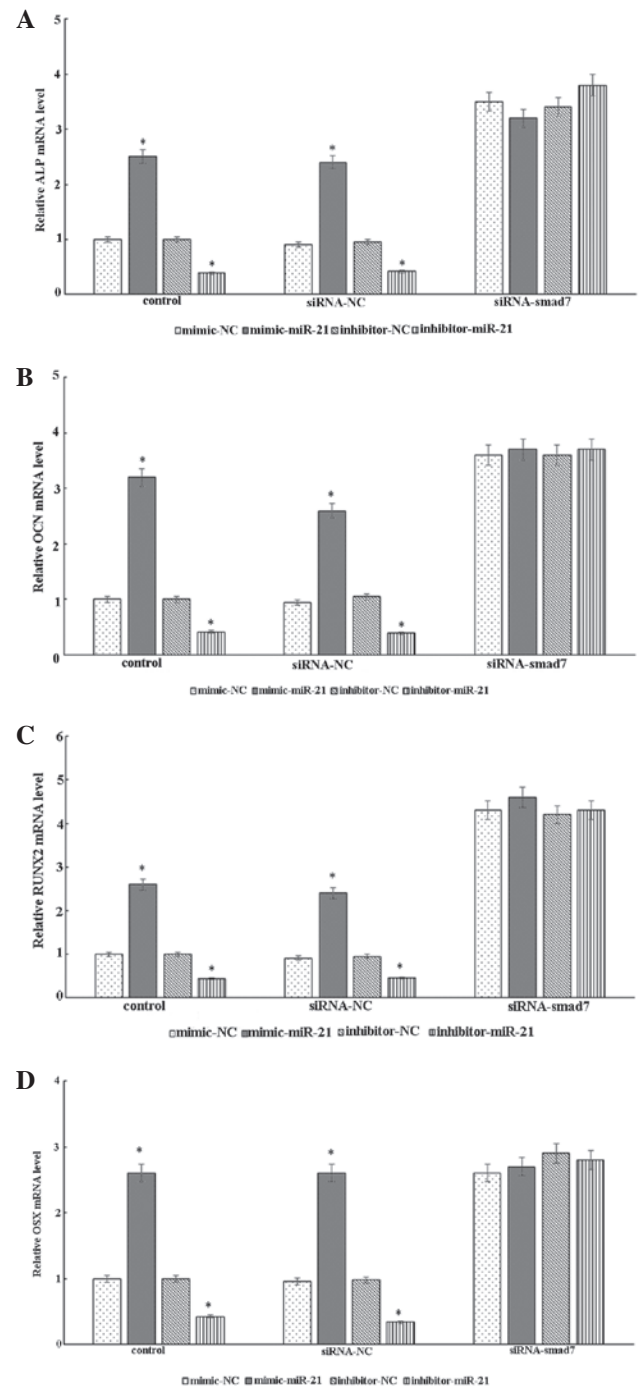 A
Relative ALP mRNA level
5
4
3
2
1
0
* * * *
control siRNA-NC siRNA-smad7
mimic-NC mimic-miR-21 inhibitor-NC inhibitor-miR-21
B
Relative OCN mRNA level
5
4
3
2
1
0
* * * *
control siRNA-NC siRNA-smad7
mimic-NC mimic-miR-21 inhibitor-NC inhibitor-miR-21
C
Relative RUNX2 mRNA level
6
5
4
3
2
1
0
* * * *
control siRNA-NC siRNA-smad7
mimic-NC mimic-miR-21 inhibitor-NC inhibitor-miR-21
D
Relative OSX mRNA level
4
3
2
1
0
* * * *
control siRNA-NC siRNA-smad7
mimic-NC mimic-miR-21 inhibitor-NC inhibitor-miR-21